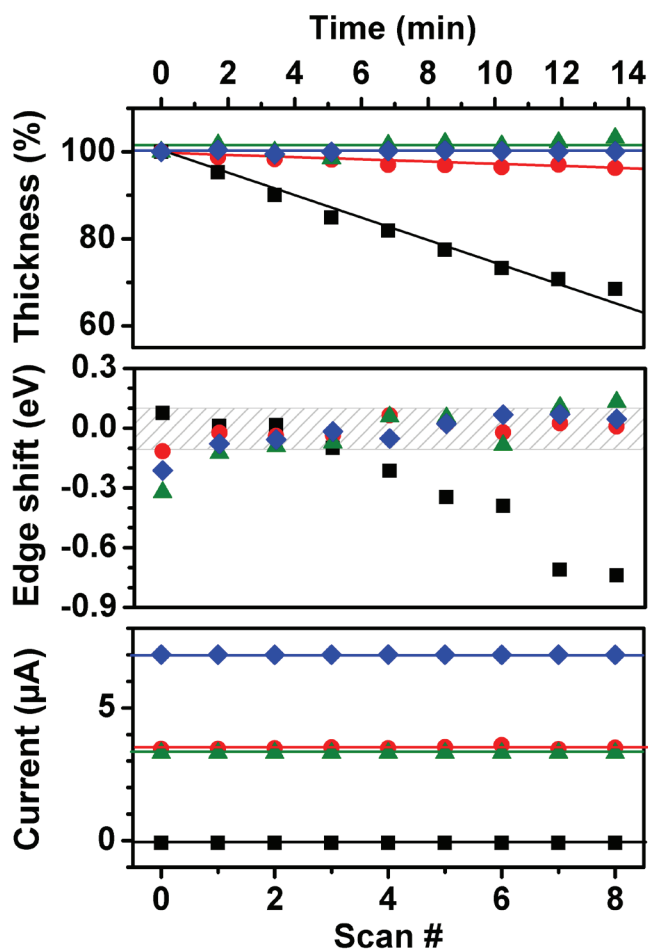 Time (min)
0 2 4 6 8 10 12 14
Thickness (%)
100
80
60
Edge shift (eV)
0.3
0.0
-0.3
-0.6
-0.9
Current (µA)
5
0
0 2 4 6 8
Scan #